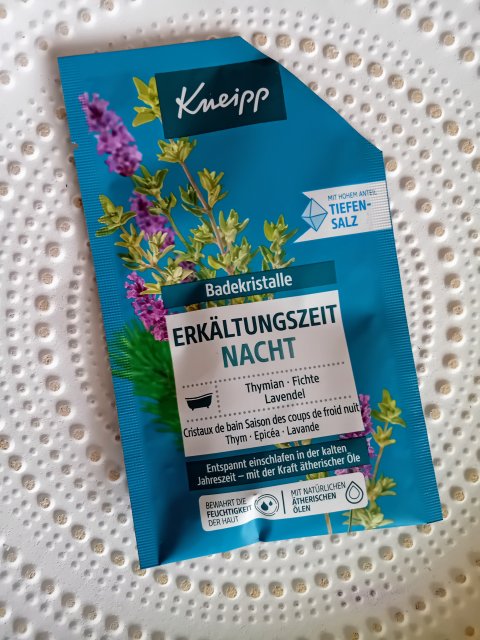 Kneipp
MIT HOHEM ANTEIL
TIEFEN-
SALZ
Badekristalle
ERKÄLTUNGSZEIT
NACHT
Thymian · Fichte
Lavendel
Cristaux de bain Saison des coups de froid nuit
Thym · Epicéa · Lavande
Entspannt einschlafen in der kalten
Jahreszeit – mit der Kraft ätherischer Öle
BEWAHRT DIE
FEUCHTIGKEIT
DER HAUT
MIT NATÜRLICHEN
ÄTHERISCHEN
ÖLEN